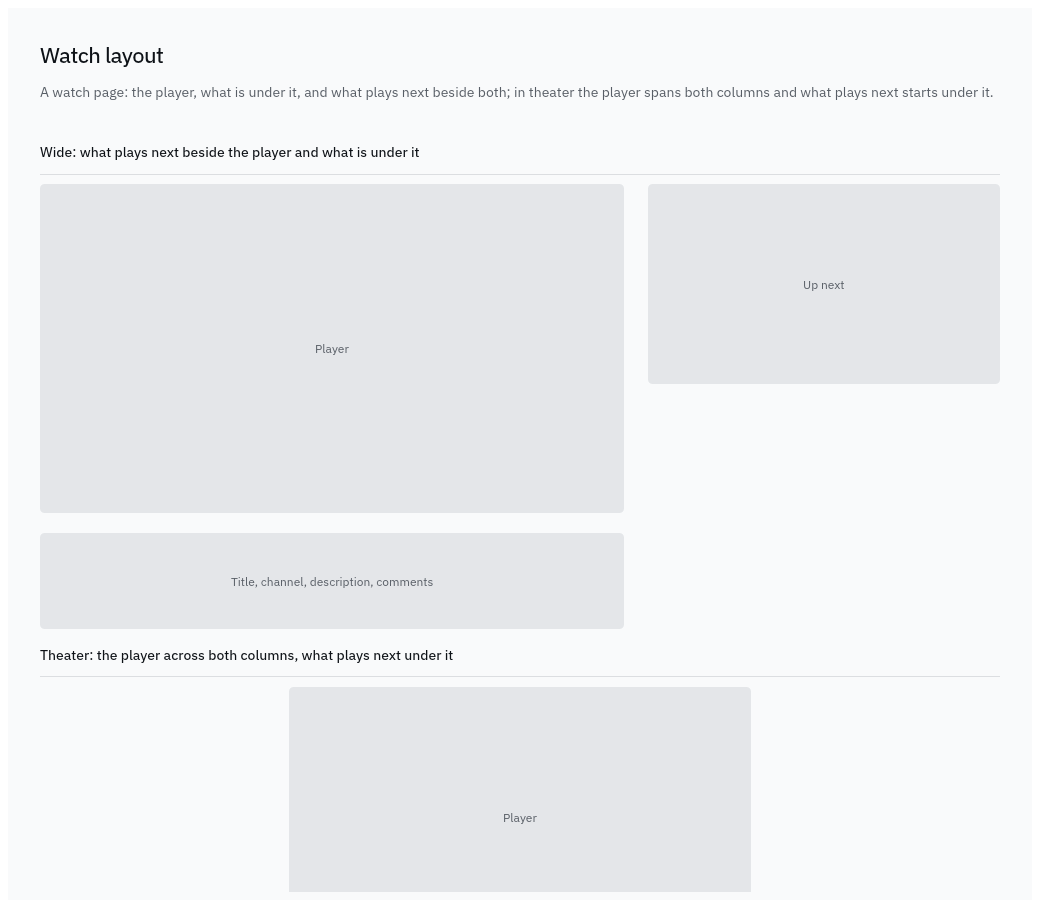 Watch layout
A watch page: the player, what is under it, and what plays next beside both; in theater the player spans both columns and what plays next starts under it.
Wide: what plays next beside the player and what is under it
Player
Up next
Title, channel, description, comments
Theater: the player across both columns, what plays next under it
Player